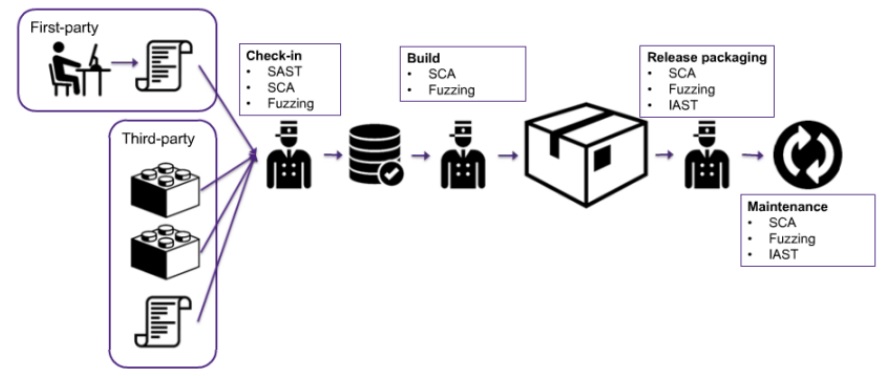 First-party
Third-party
Check-in
• SAST
• SCA
• Fuzzing
Build
• SCA
• Fuzzing
Release packaging
• SCA
• Fuzzing
• IAST
Maintenance
• SCA
• Fuzzing
• IAST